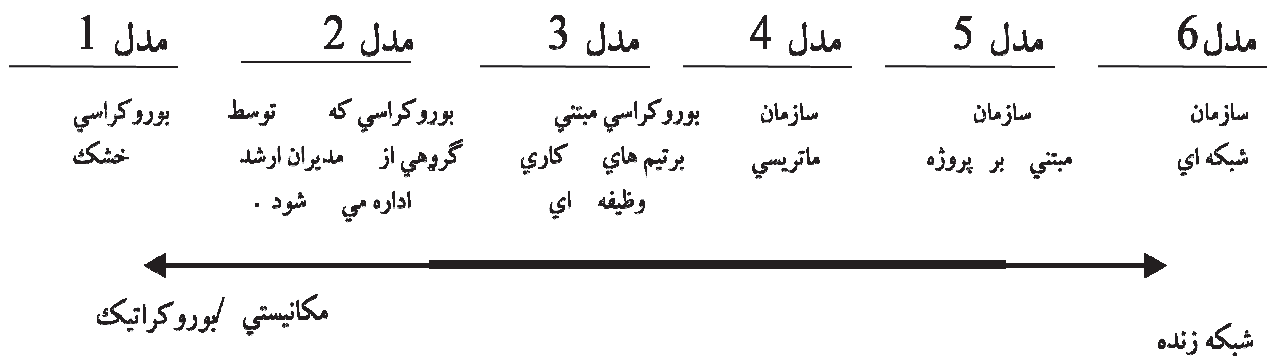 مدل 1
بوروكراسي
خشك
مدل 2
بوروكراسي كه توسط
گروهي از مديران ارشد
اداره مي شود .
مدل 3
بوروكراسي مبتني
برتيم هاي كاري
وظيفه اي
مدل 4
سازمان
ماتريسي
مدل 5
سازمان
مبتني بر پروژه
مدل 6
سازمان
شبكه اي
مكانيستي /بوروكراتيك
شبكه زنده